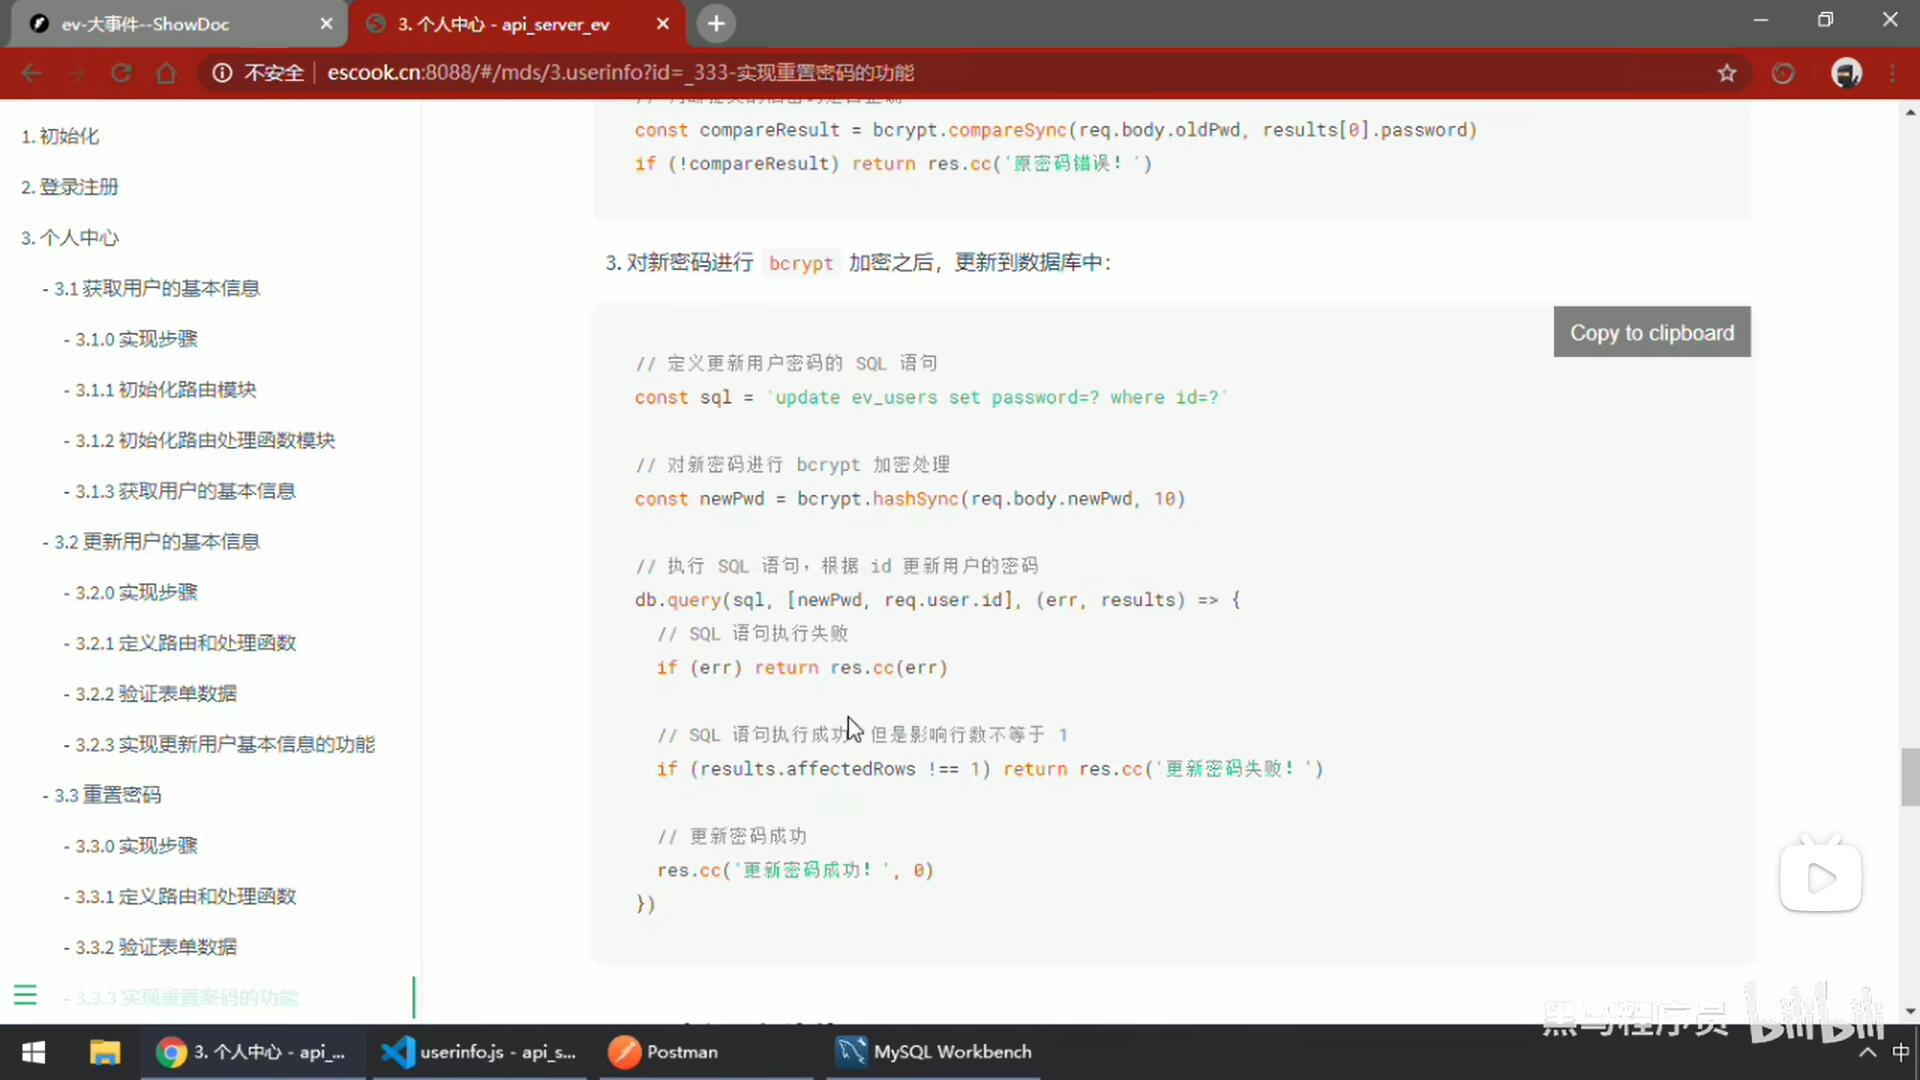 ev-大事件--ShowDoc
3. 个人中心 - api_server_ev
不安全
escook.cn:8088/#/mds/3.userinfo?id=_333-实现重置密码的功能
1. 初始化
2. 登录注册
3. 个人中心
- 3.1 获取用户的基本信息
- 3.1.0 实现步骤
- 3.1.1 初始化路由模块
- 3.1.2 初始化路由处理函数模块
- 3.1.3 获取用户的基本信息
- 3.2 更新用户的基本信息
- 3.2.0 实现步骤
- 3.2.1 定义路由和处理函数
- 3.2.2 验证表单数据
- 3.2.3 实现更新用户基本信息的功能
- 3.3 重置密码
- 3.3.0 实现步骤
- 3.3.1 定义路由和处理函数
- 3.3.2 验证表单数据
- 3.3.3 实现重置密码的功能
const compareResult = bcrypt.compareSync(req.body.oldPwd, results[0].password)
if (!compareResult) return res.cc('原密码错误！')
3. 对新密码进行 bcrypt 加密之后，更新到数据库中：
Copy to clipboard
// 定义更新用户密码的 SQL 语句
const sql = `update ev_users set password=? where id=?`
// 对新密码进行 bcrypt 加密处理
const newPwd = bcrypt.hashSync(req.body.newPwd, 10)
// 执行 SQL 语句，根据 id 更新用户的密码
db.query(sql, [newPwd, req.user.id], (err, results) => {
// SQL 语句执行失败
if (err) return res.cc(err)
// SQL 语句执行成功 但是影响行数不等于 1
if (results.affectedRows !== 1) return res.cc('更新密码失败！')
// 更新密码成功
res.cc('更新密码成功！', 0)
})
黑马程序员 bilibili
3. 个人中心 - api_...
userinfo.js - api_s...
Postman
MySQL Workbench
中